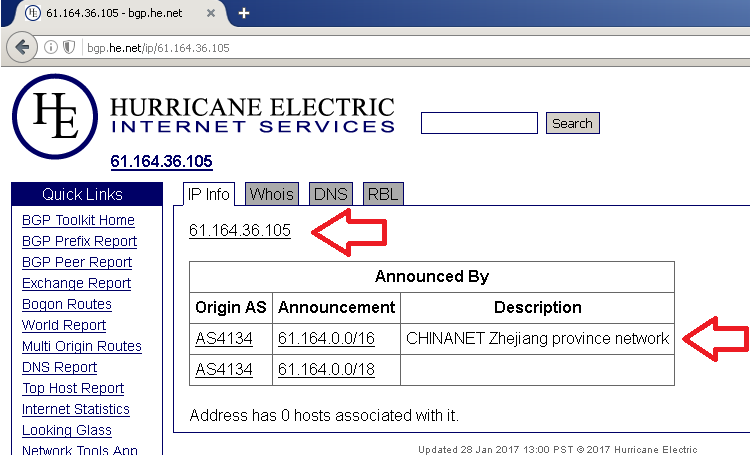 61.164.36.105 - bgp.he.net
bgp.he.net/ip/61.164.36.105
HE
HURRICANE ELECTRIC
INTERNET SERVICES
Search
61.164.36.105
Quick Links
BGP Toolkit Home
BGP Prefix Report
BGP Peer Report
Exchange Report
Bogon Routes
World Report
Multi Origin Routes
DNS Report
Top Host Report
Internet Statistics
Looking Glass
Network Tools App
IP Info Whois DNS RBL
61.164.36.105
Announced By
Origin AS Announcement Description
AS4134 61.164.0.0/16 CHINANET Zhejiang province network
AS4134 61.164.0.0/18
Address has 0 hosts associated with it.
Updated 28 Jan 2017 13:00 PST © 2017 Hurricane Electric